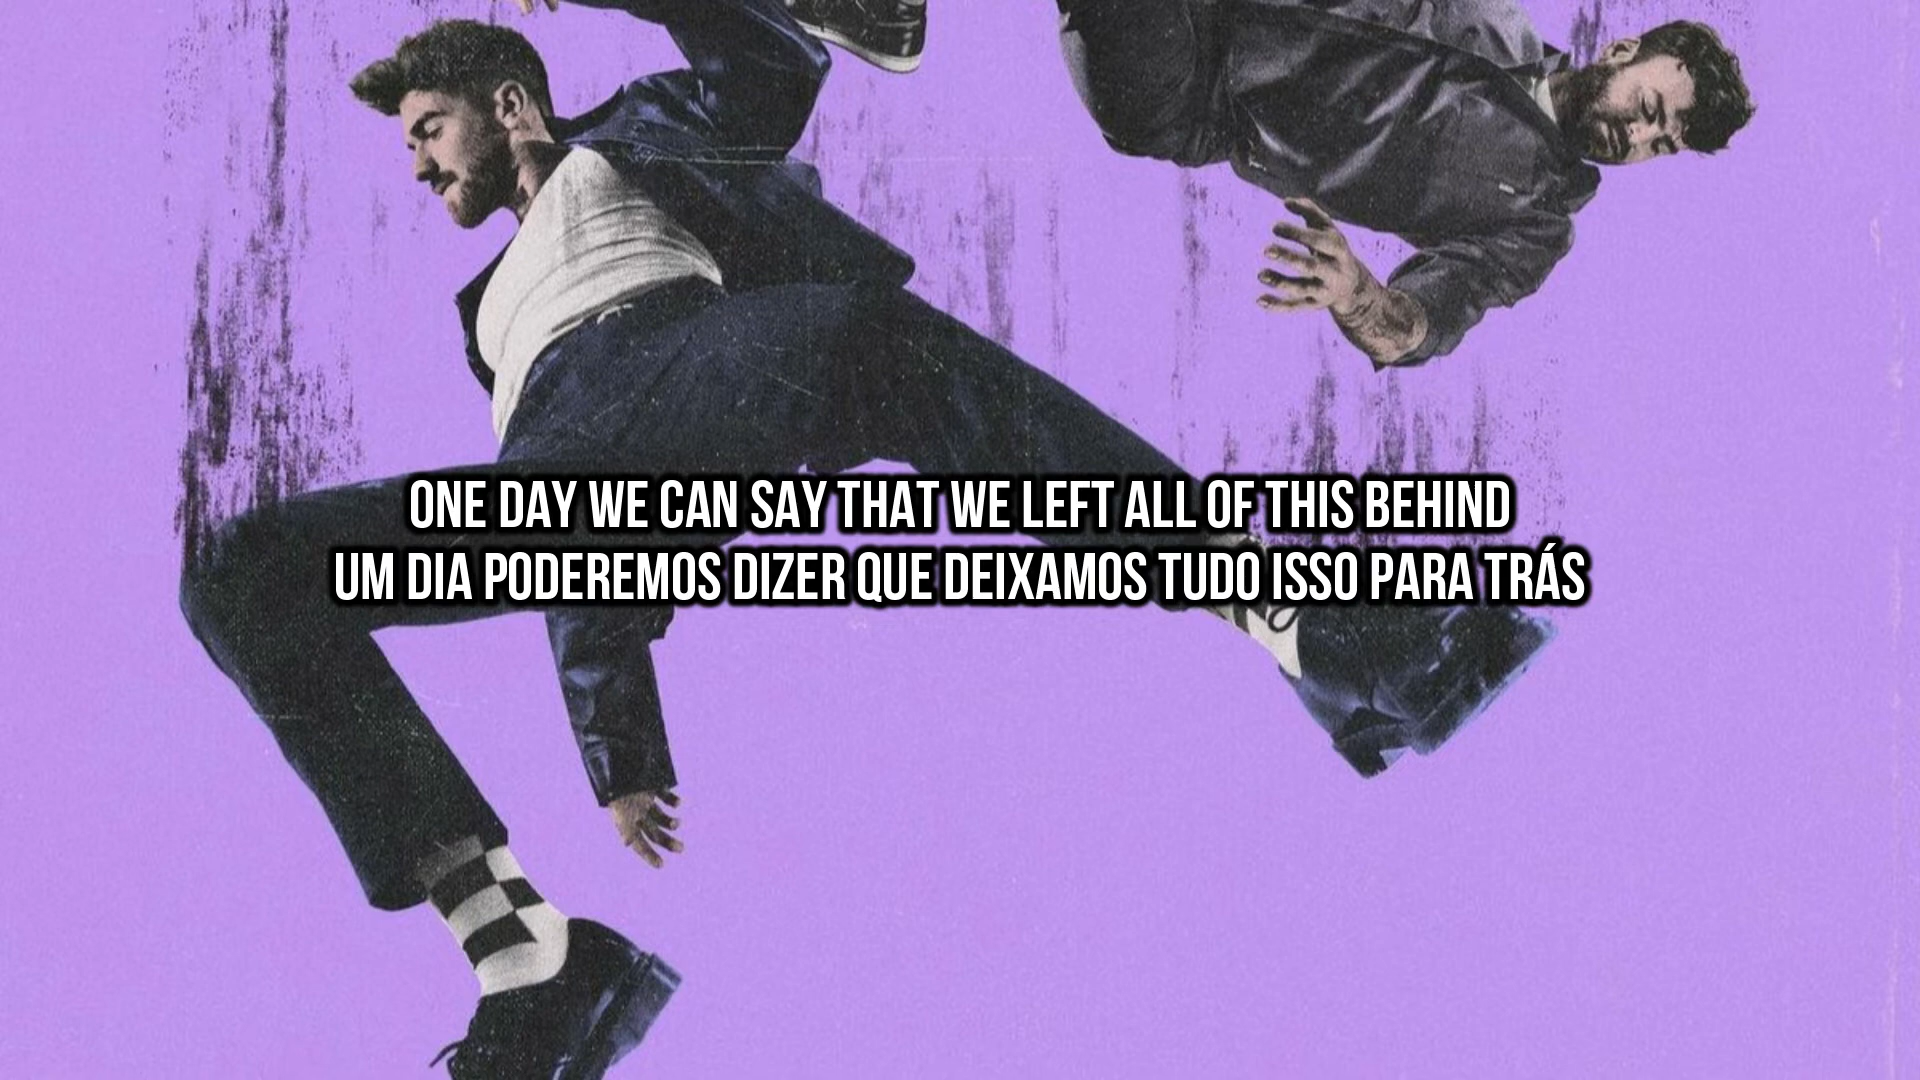 ONE DAY WE CAN SAY THAT WE LEFT ALL OF THIS BEHIND
UM DIA PODEREMOS DIZER QUE DEIXAMOS TUDO ISSO PARA TRÁS